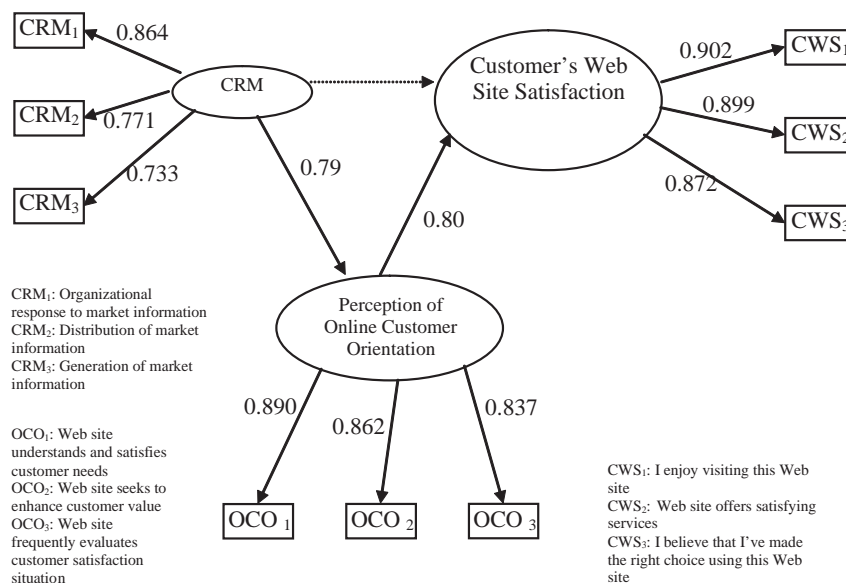 CRM₁
0.864
CRM
Customer's Web
Site Satisfaction
0.902
CWS₁
CRM₂
0.771
0.899
CWS₂
0.733
0.79
0.872
CRM₃
0.80
CWS₃
CRM₁: Organizational
response to market information
CRM₂: Distribution of market
information
CRM₃: Generation of market
information
Perception of
Online Customer
Orientation
0.890
0.862
0.837
OCO₁: Web site
understands and satisfies
customer needs
OCO₂: Web site seeks to
enhance customer value
OCO₃: Web site
frequently evaluates
customer satisfaction
situation
OCO ₁
OCO ₂
OCO ₃
CWS₁: I enjoy visiting this Web
site
CWS₂: Web site offers satisfying
services
CWS₃: I believe that I've made
the right choice using this Web
site